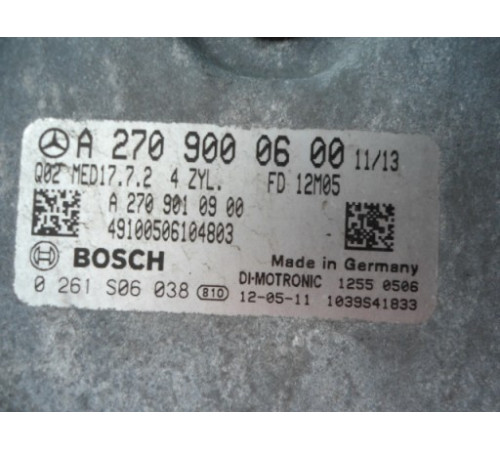 A 270 900 06 00 11/13
Q02 MED17.7.2 4 ZYL. FD 12M05
A 270 901 09 00
49100506104803
BOSCH Made in Germany
DI-MOTRONIC 1255 0506
0 261 S06 038 810 12-05-11 1039S41833